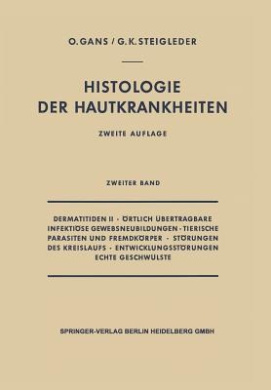 O. GANS / G. K. STEIGLEDER
HISTOLOGIE
DER HAUTKRANKHEITEN
ZWEITE AUFLAGE
ZWEITER BAND
DERMATITIDEN II · ÖRTLICH ÜBERTRAGBARE
INFEKTIÖSE GEWEBSNEUBILDUNGEN · TIERISCHE
PARASITEN UND FREMDKÖRPER · STÖRUNGEN
DES KREISLAUFS · ENTWICKLUNGSSTÖRUNGEN
ECHTE GESCHWÜLSTE
SPRINGER-VERLAG BERLIN HEIDELBERG GMBH